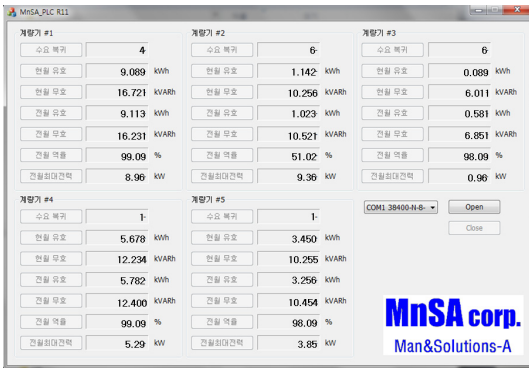 MnSA_PLC R11
계량기 #1
수요 복귀 4
현월 유효 9.089 kWh
현월 무효 16.721 kVARh
전월 유효 9.113 kWh
전월 무효 16.231 kVARh
전월 역률 99.09 %
전월최대전력 8.96 kW
계량기 #2
수요 복귀 6
현월 유효 1.142 kWh
현월 무효 10.256 kVARh
전월 유효 1.023 kWh
전월 무효 10.521 kVARh
전월 역률 51.02 %
전월최대전력 9.36 kW
계량기 #3
수요 복귀 6
현월 유효 0.089 kWh
현월 무효 6.011 kVARh
전월 유효 0.581 kWh
전월 무효 6.851 kVARh
전월 역률 98.09 %
전월최대전력 0.96 kW
계량기 #4
수요 복귀 1
현월 유효 5.678 kWh
현월 무효 12.234 kVARh
전월 유효 5.782 kWh
전월 무효 12.400 kVARh
전월 역률 99.09 %
전월최대전력 5.29 kW
계량기 #5
수요 복귀 1
현월 유효 3.450 kWh
현월 무효 10.255 kVARh
전월 유효 3.256 kWh
전월 무효 10.454 kVARh
전월 역률 98.09 %
전월최대전력 3.85 kW
COM1 38400-N-8- Open
Close
MnSA corp.
Man&Solutions-A